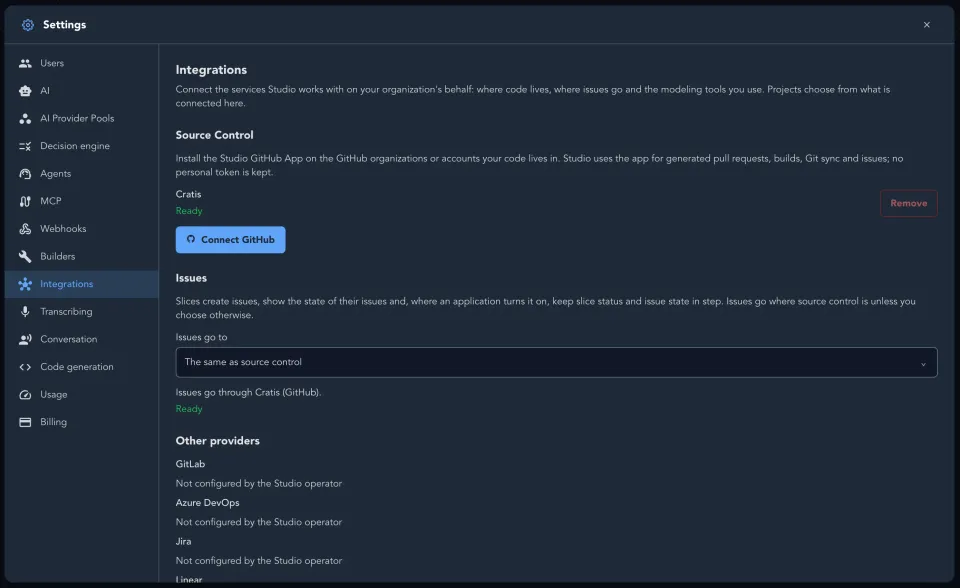 Settings
Users
AI
AI Provider Pools
Decision engine
Agents
MCP
Webhooks
Builders
Integrations
Transcribing
Conversation
Code generation
Usage
Billing
Integrations
Connect the services Studio works with on your organization's behalf: where code lives, where issues go and the modeling tools you use. Projects choose from what is
connected here.
Source Control
Install the Studio GitHub App on the GitHub organizations or accounts your code lives in. Studio uses the app for generated pull requests, builds, Git sync and issues; no
personal token is kept.
Cratis
Ready
Remove
Connect GitHub
Issues
Slices create issues, show the state of their issues and, where an application turns it on, keep slice status and issue state in step. Issues go where source control is unless you
choose otherwise.
Issues go to
The same as source control
Issues go through Cratis (GitHub).
Ready
Other providers
GitLab
Not configured by the Studio operator
Azure DevOps
Not configured by the Studio operator
Jira
Not configured by the Studio operator
Linear